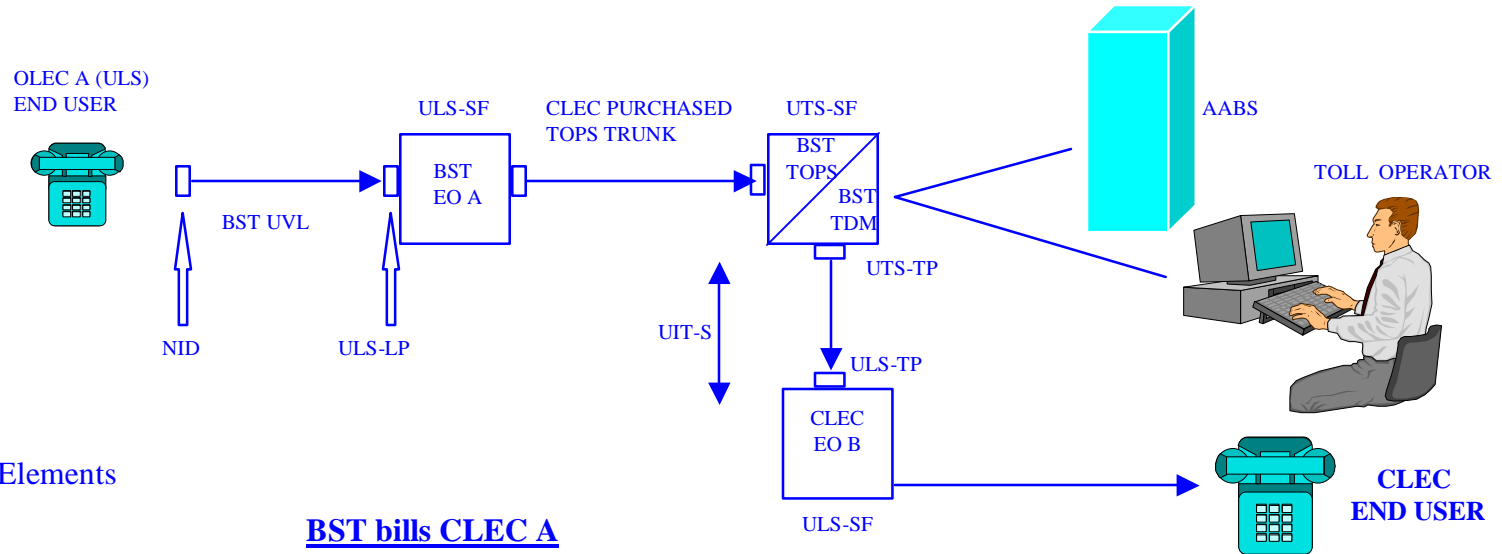 OLEC A (ULS)
END USER
ULS-SF
CLEC PURCHASED
TOPS TRUNK
UTS-SF
AABS
BST
EO A
BST
TOPS
BST
TDM
TOLL OPERATOR
BST UVL
UTS-TP
UIT-S
NID
ULS-LP
ULS-TP
CLEC
EO B
Elements
CLEC
END USER
ULS-SF
BST bills CLEC A